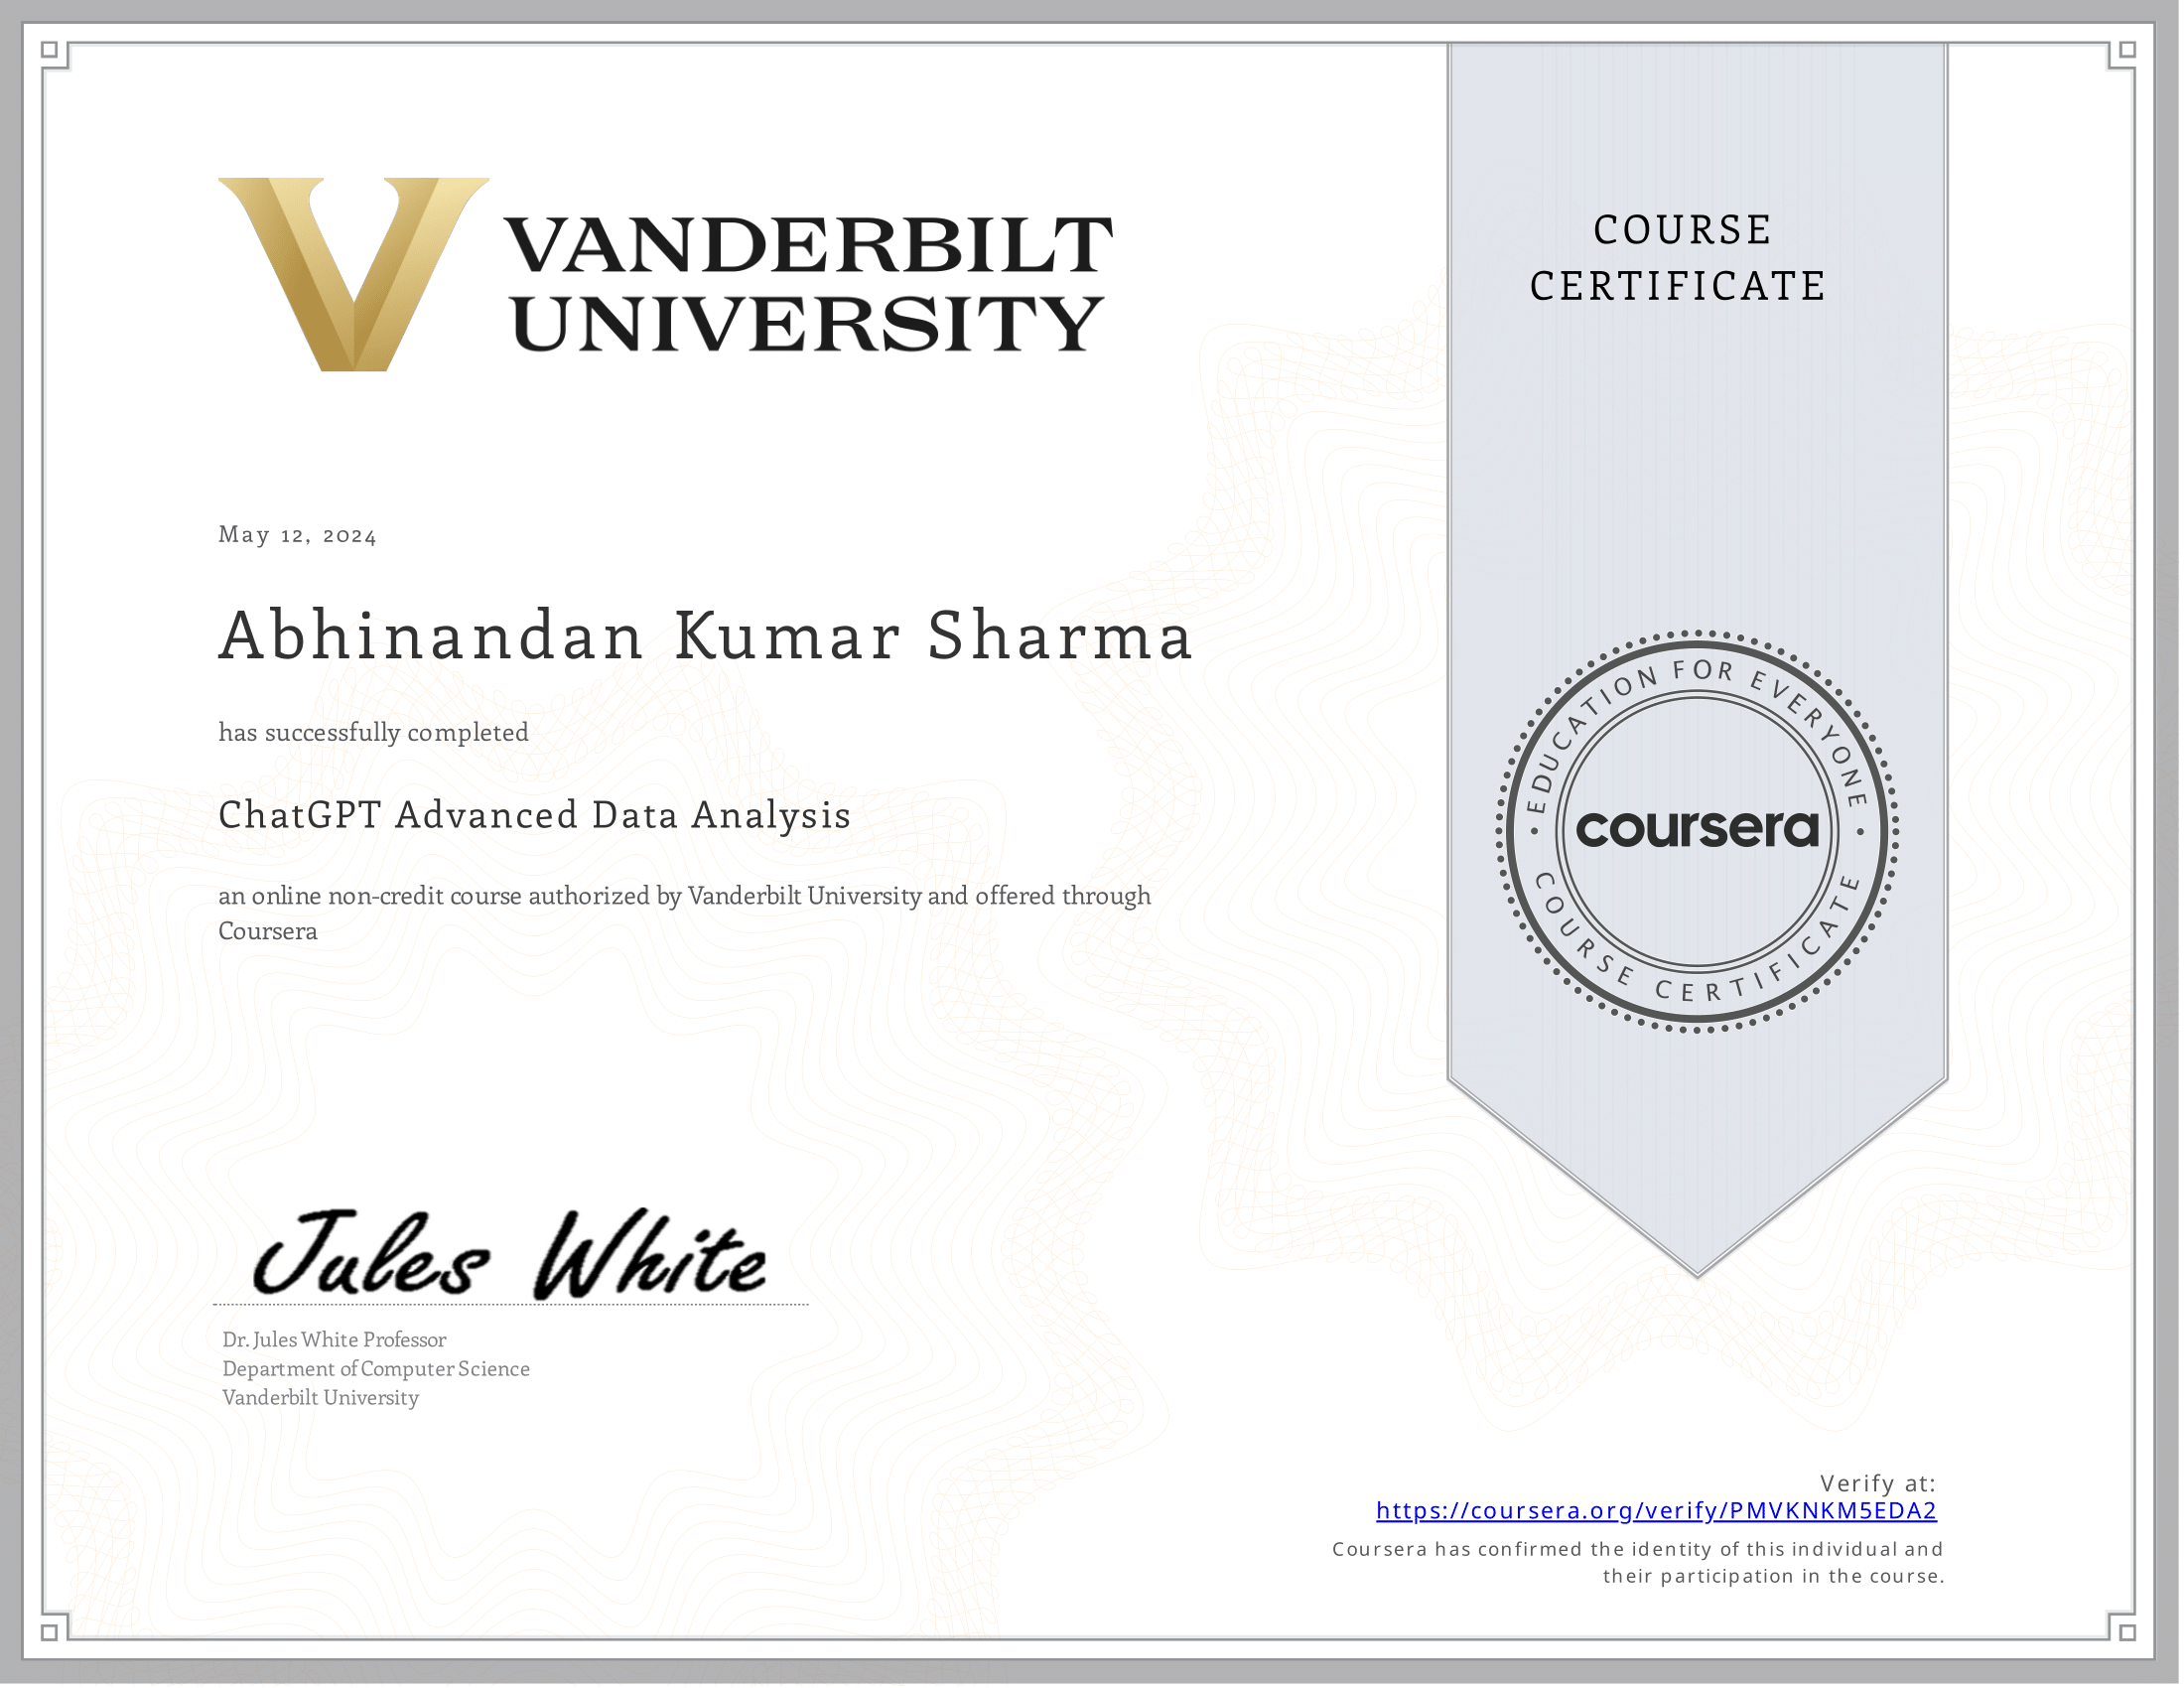 VANDERBILT
UNIVERSITY
COURSE
CERTIFICATE
May 12, 2024
Abhinandan Kumar Sharma
has successfully completed
ChatGPT Advanced Data Analysis
an online non-credit course authorized by Vanderbilt University and offered through
Coursera
EDUCATION FOR EVERYONE
coursera
COURSE CERTIFICATE
Jules White
Dr. Jules White Professor
Department of Computer Science
Vanderbilt University
Verify at:
https://coursera.org/verify/PMVKNKM5EDA2
Coursera has confirmed the identity of this individual and
their participation in the course.